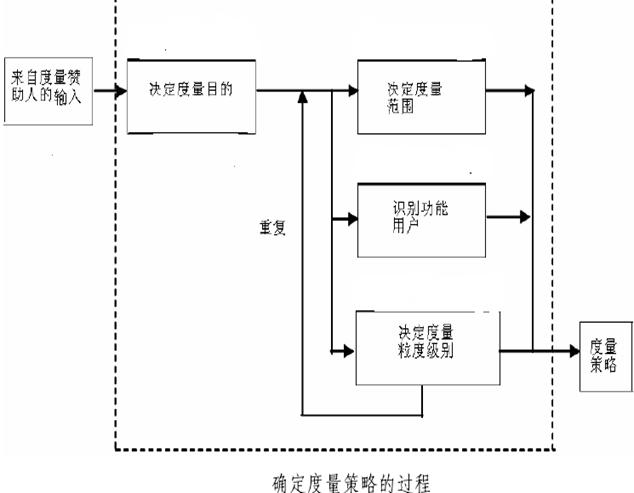 来自度量赞
助人的输入
决定度量目的
决定度量
范围
识别功能
用户
重复
决定度量
粒度级别
度量
策略
确定度量策略的过程